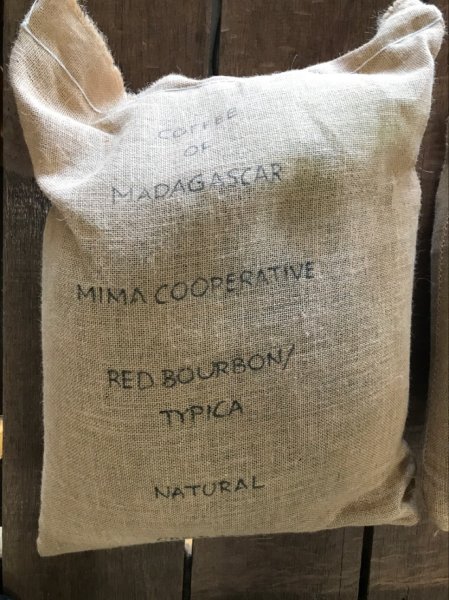 COFFEE
OF
MADAGASCAR
MIMA COOPERATIVE
RED BOURBON/
TYPICA
NATURAL